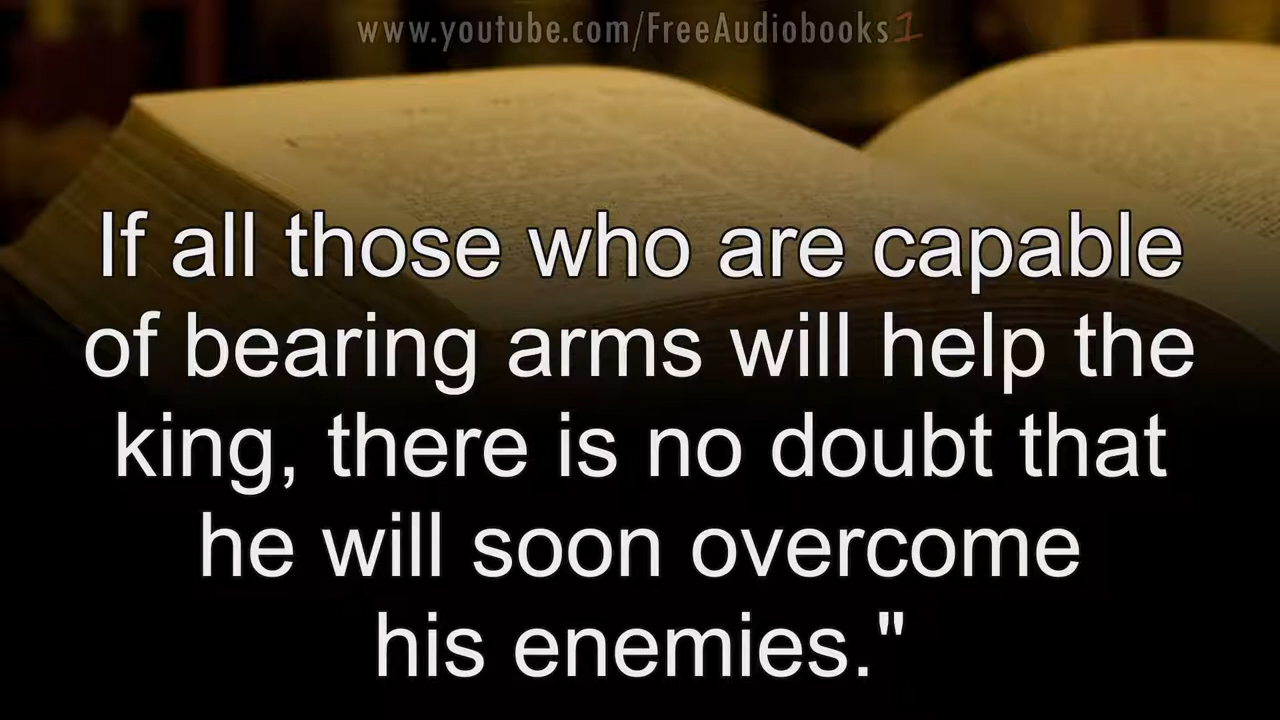 www.youtube.com/FreeAudiobooks1
If all those who are capable
of bearing arms will help the
king, there is no doubt that
he will soon overcome
his enemies."